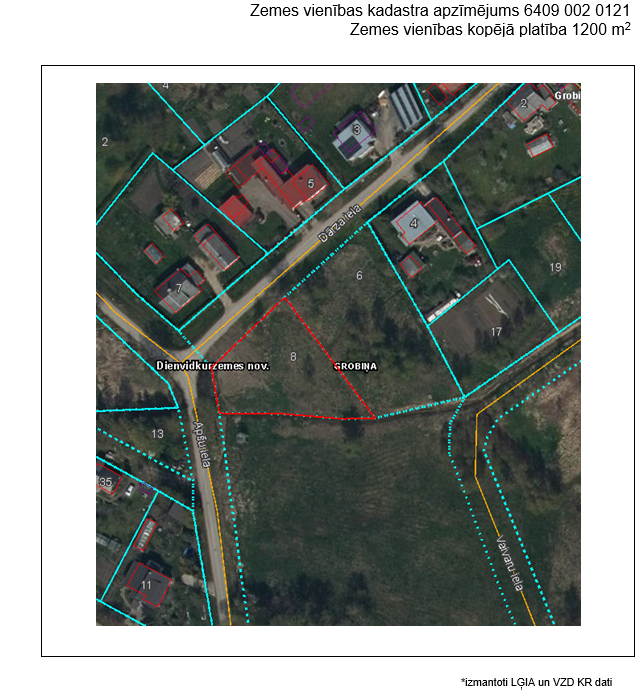 Zemes vienības kadastra apzīmējums 6409 002 0121
Zemes vienības kopējā platība 1200 m²
4
2
3
2
Grobi
5
Dārza iela
4
7
6
19
17
8
Dienvidkurzemes nov.
GROBIŅA
13
Apšu iela
35
11
Vaivaru iela
*izmantoti LĢIA un VZD KR dati